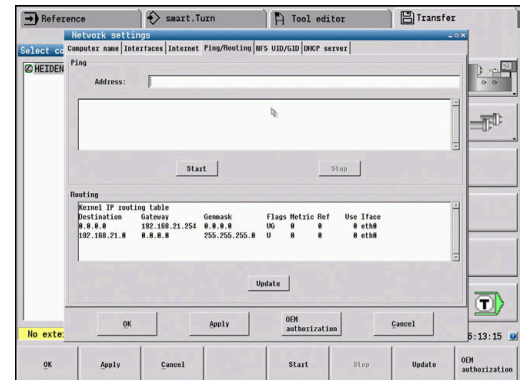 Reference
smart.Turn
Tool editor
Transfer
Network settings
Select co
Computer name Interfaces Internet Ping/Routing NFS UID/GID DHCP server
HEIDEN
Ping
Address:
Start Stop
Routing
Kernel IP routing table
Destination Gateway Genmask Flags Metric Ref Use Iface
0.0.0.0 192.168.21.254 0.0.0.0 UG 0 0 0 eth0
192.168.21.0 0.0.0.0 255.255.255.0 U 0 0 0 eth0
Update
T
OK Apply OEM authorization Cancel
No exte
6:13:15
OK Apply Cancel Start Stop Update OEM authorization